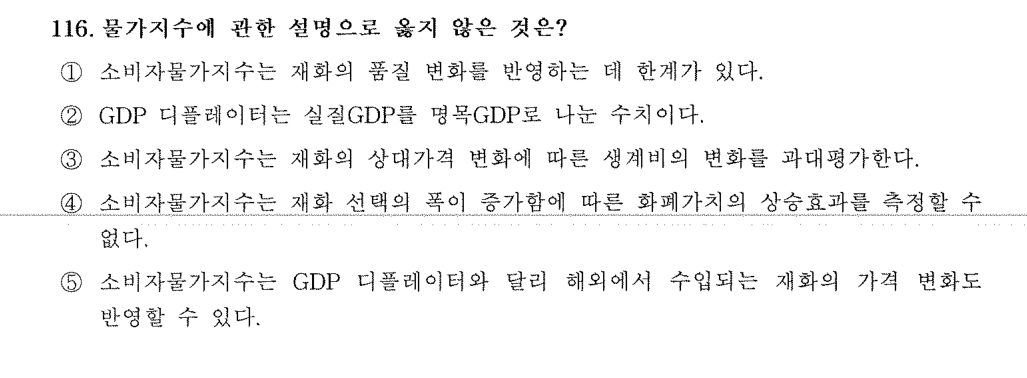 116. 물가지수에 관한 설명으로 옳지 않은 것은?
① 소비자물가지수는 재화의 품질 변화를 반영하는 데 한계가 있다.
② GDP 디플레이터는 실질GDP를 명목GDP로 나눈 수치이다.
③ 소비자물가지수는 재화의 상대가격 변화에 따른 생계비의 변화를 과대평가한다.
④ 소비자물가지수는 재화 선택의 폭이 증가함에 따른 화폐가치의 상승효과를 측정할 수
없다.
⑤ 소비자물가지수는 GDP 디플레이터와 달리 해외에서 수입되는 재화의 가격 변화도
반영할 수 있다.